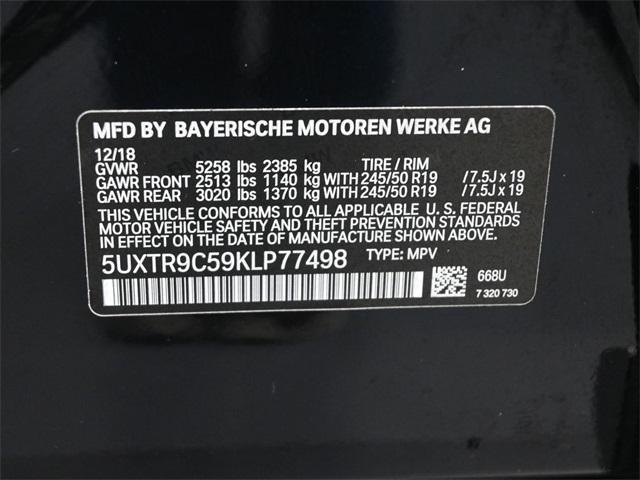 MFD BY BAYERISCHE MOTOREN WERKE AG
12/18
GVWR 5258 lbs 2385 kg TIRE / RIM
GAWR FRONT 2513 lbs 1140 kg WITH 245/50 R19 /7.5J x 19
GAWR REAR 3020 lbs 1370 kg WITH 245/50 R19 /7.5J x 19
THIS VEHICLE CONFORMS TO ALL APPLICABLE U. S. FEDERAL
MOTOR VEHICLE SAFETY AND THEFT PREVENTION STANDARDS
IN EFFECT ON THE DATE OF MANUFACTURE SHOWN ABOVE.
5UXTR9C59KLP77498 TYPE: MPV
668U
7 320 730